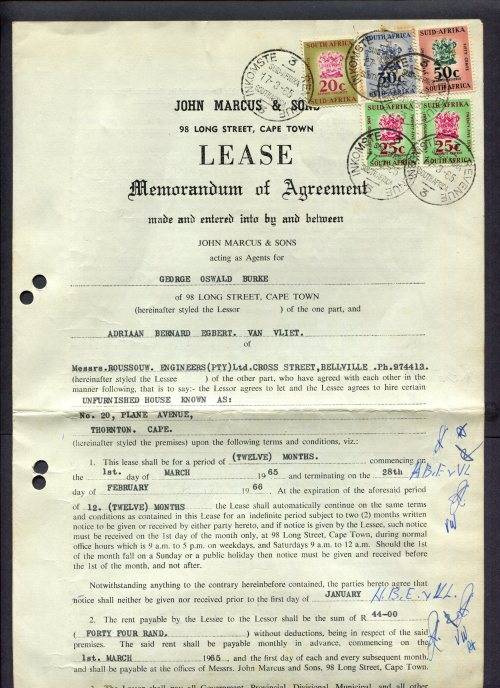 SUID-AFRIKA
SOUTH AFRICA
20c
50c
50c
25c
25c
INKOMSTE
REVENUE
17-3-65
JOHN MARCUS & SONS
98 LONG STREET, CAPE TOWN
LEASE
Memorandum of Agreement
made and entered into by and between
JOHN MARCUS & SONS
acting as Agents for
GEORGE OSWALD BURKE
of 98 LONG STREET, CAPE TOWN
(hereinafter styled the Lessor ) of the one part, and
ADRIAAN BERNARD EGBERT. VAN VLIET.
of
Messrs.ROUSSOUW. ENGINEERS(PTY)Ltd.CROSS STREET,BELLVILLE .Ph.974413.
(hereinafter styled the Lessee ) of the other part, who have agreed with each other in the
manner following, that is to say:- the Lessor agrees to let and the Lessee agrees to hire certain
UNFURNISHED HOUSE KNOWN AS:
No. 20, PLANE AVENUE,
THORNTON. CAPE.
(hereinafter styled the premises) upon the following terms and conditions, viz.:
1. This lease shall be for a period of (TWELVE) MONTHS. commencing on
the 1st. day of MARCH 1965 and terminating on the 28th A.B.E v VL
day of FEBRUARY 1966. At the expiration of the aforesaid period
of 12. (TWELVE) MONTHS the Lease shall automatically continue on the same terms
and conditions as contained in this Lease for an indefinite period subject to two (2) months written
notice to be given or received by either party hereto, and if notice is given by the Lessee, such notice
must be received on the 1st day of the month only, at 98 Long Street, Cape Town, during normal
office hours which is 9 a.m. to 5 p.m. on weekdays, and Saturdays 9 a.m. to 12 a.m. Should the 1st
of the month fall on a Sunday or a public holiday then notice must be given and received before
the 1st of the month, and not after.
Notwithstanding anything to the contrary hereinbefore contained, the parties hereto agree that
notice shall neither be given nor received prior to the first day of JANUARY A.B.E. v VL.
2. The rent payable by the Lessee to the Lessor shall be the sum of R 44-00
( FORTY FOUR RAND. ) without deductions, being in respect of the said
premises. The said rent shall be payable monthly in advance, commencing on the
1st. MARCH 1965, and the first day of each and every subsequent month,
and shall be payable at the offices of Messrs. John Marcus and Sons, 98 Long Street, Cape Town.